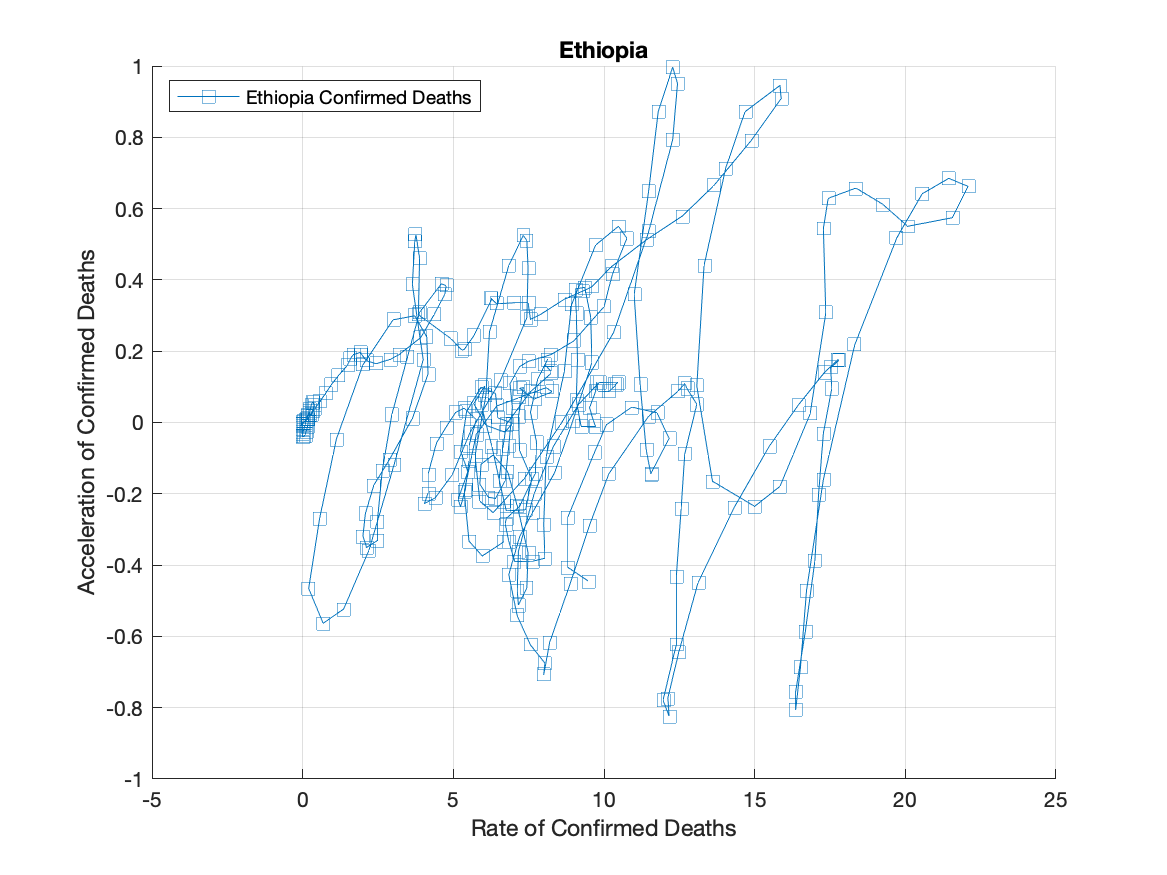 Ethiopia
Ethiopia Confirmed Deaths
1
0.8
0.6
0.4
0.2
0
-0.2
-0.4
-0.6
-0.8
-1
Acceleration of Confirmed Deaths
-5 0 5 10 15 20 25
Rate of Confirmed Deaths